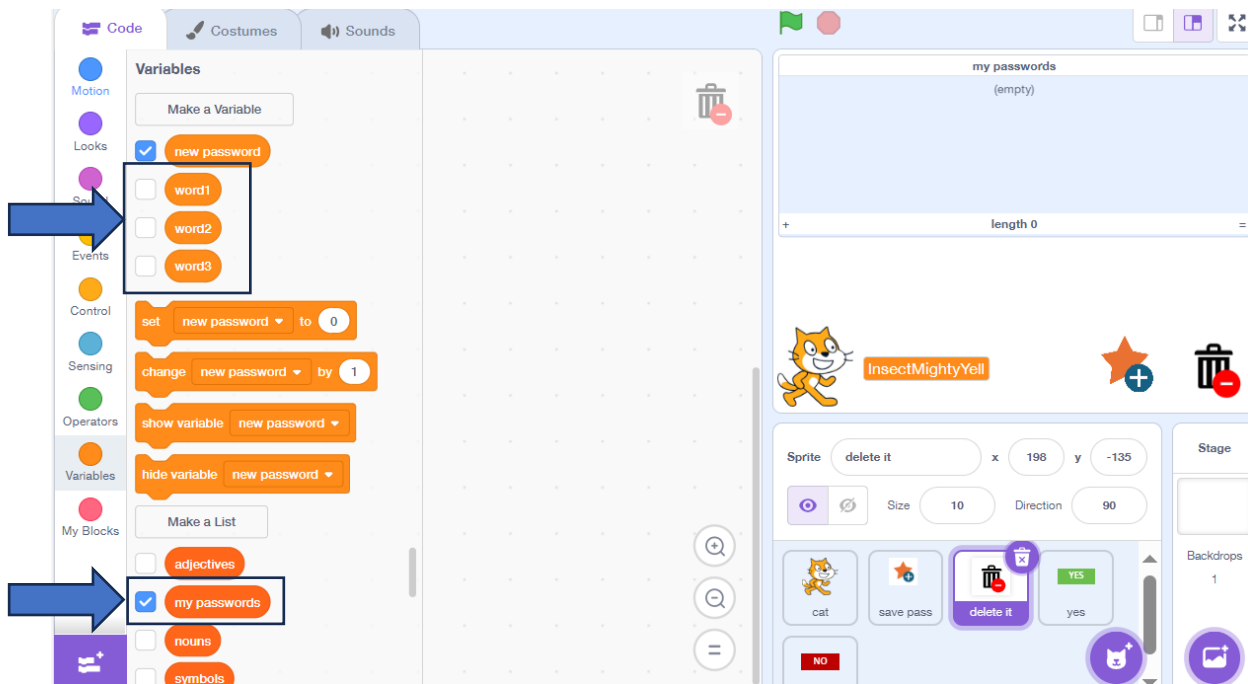 Code
Costumes
Sounds
Motion
Looks
Events
Control
Sensing
Operators
Variables
My Blocks
Variables
Make a Variable
new password
word1
word2
word3
set new password to 0
change new password by 1
show variable new password
hide variable new password
Make a List
adjectives
my passwords
nouns
symbols
my passwords
(empty)
+ length 0 =
InsectMightyYell
Sprite delete it x 198 y -135
Size 10 Direction 90
cat
save pass
delete it
YES
yes
NO
Stage
Backdrops
1